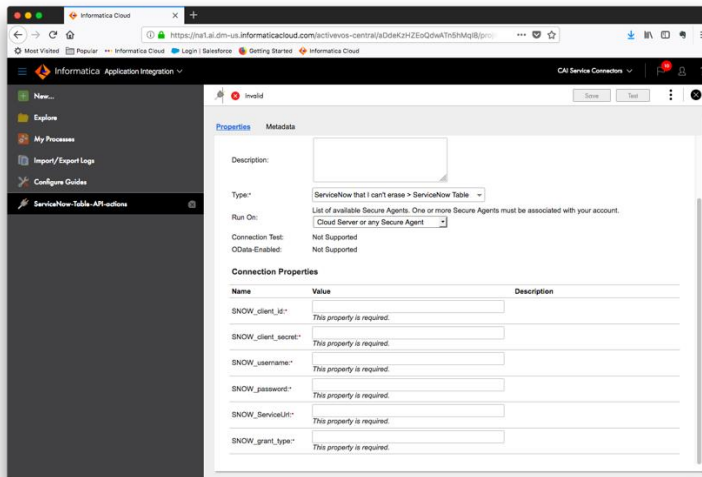 Informatica Cloud
https://na1.ai.dm-us.informaticacloud.com/activevos-central/
Most Visited Popular Informatica Cloud Login | Salesforce Getting Started Informatica Cloud
Informatica Application Integration
CAI Service Connectors
New...
Invalid
Save Test
Explore
My Processes
Properties Metadata
Import/Export Logs
Description:
Configure Guides
Type:* ServiceNow that I can't erase > ServiceNow Table
ServiceNow-Table-API-actions
List of available Secure Agents. One or more Secure Agents must be associated with your account.
Run On: Cloud Server or any Secure Agent
Connection Test: Not Supported
OData-Enabled: Not Supported
Connection Properties
Name Value Description
SNOW_client_id:*
This property is required.
SNOW_client_secret:*
This property is required.
SNOW_username:*
This property is required.
SNOW_password:*
This property is required.
SNOW_ServiceUrl:*
This property is required.
SNOW_grant_type:*
This property is required.